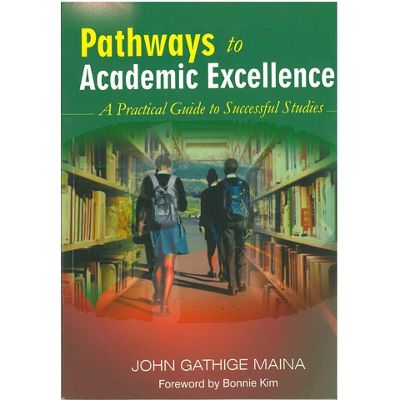 Pathways to
Academic Excellence
A Practical Guide to Successful Studies
JOHN GATHIGE MAINA
Foreword by Bonnie Kim